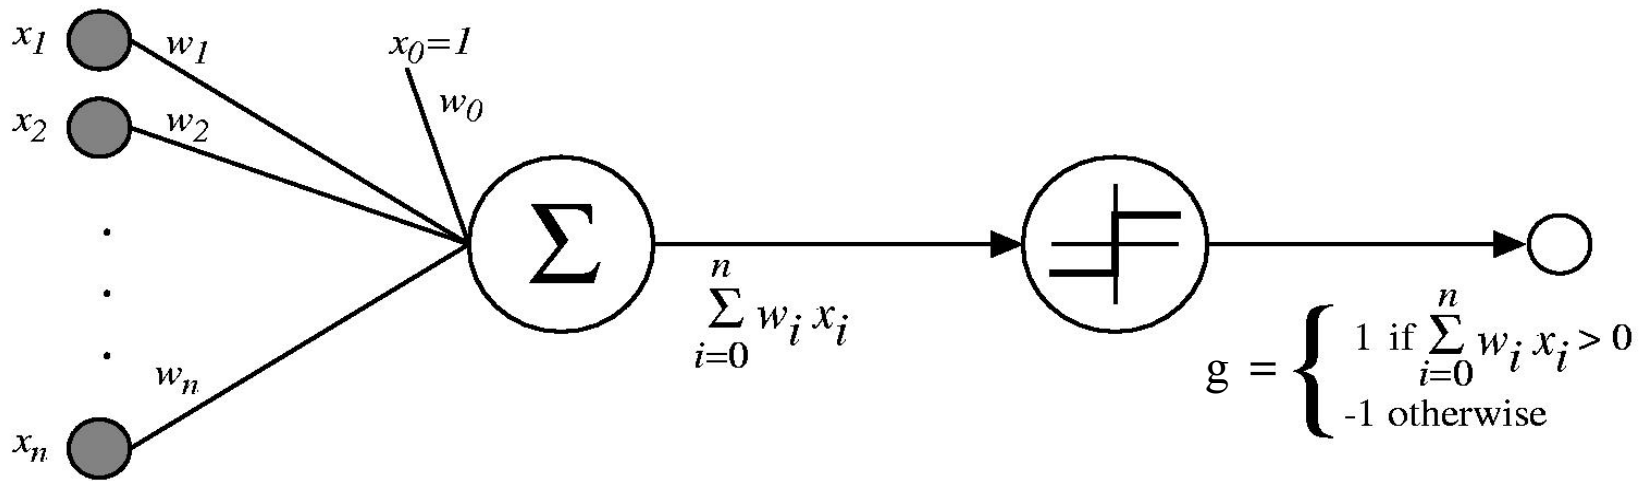 x1 w1 x0=1
w0
x2 w2
Σ
n
Σ wi xi
i=0
wn
xn
n
1 if Σ wi xi > 0
i=0
g = {
-1 otherwise